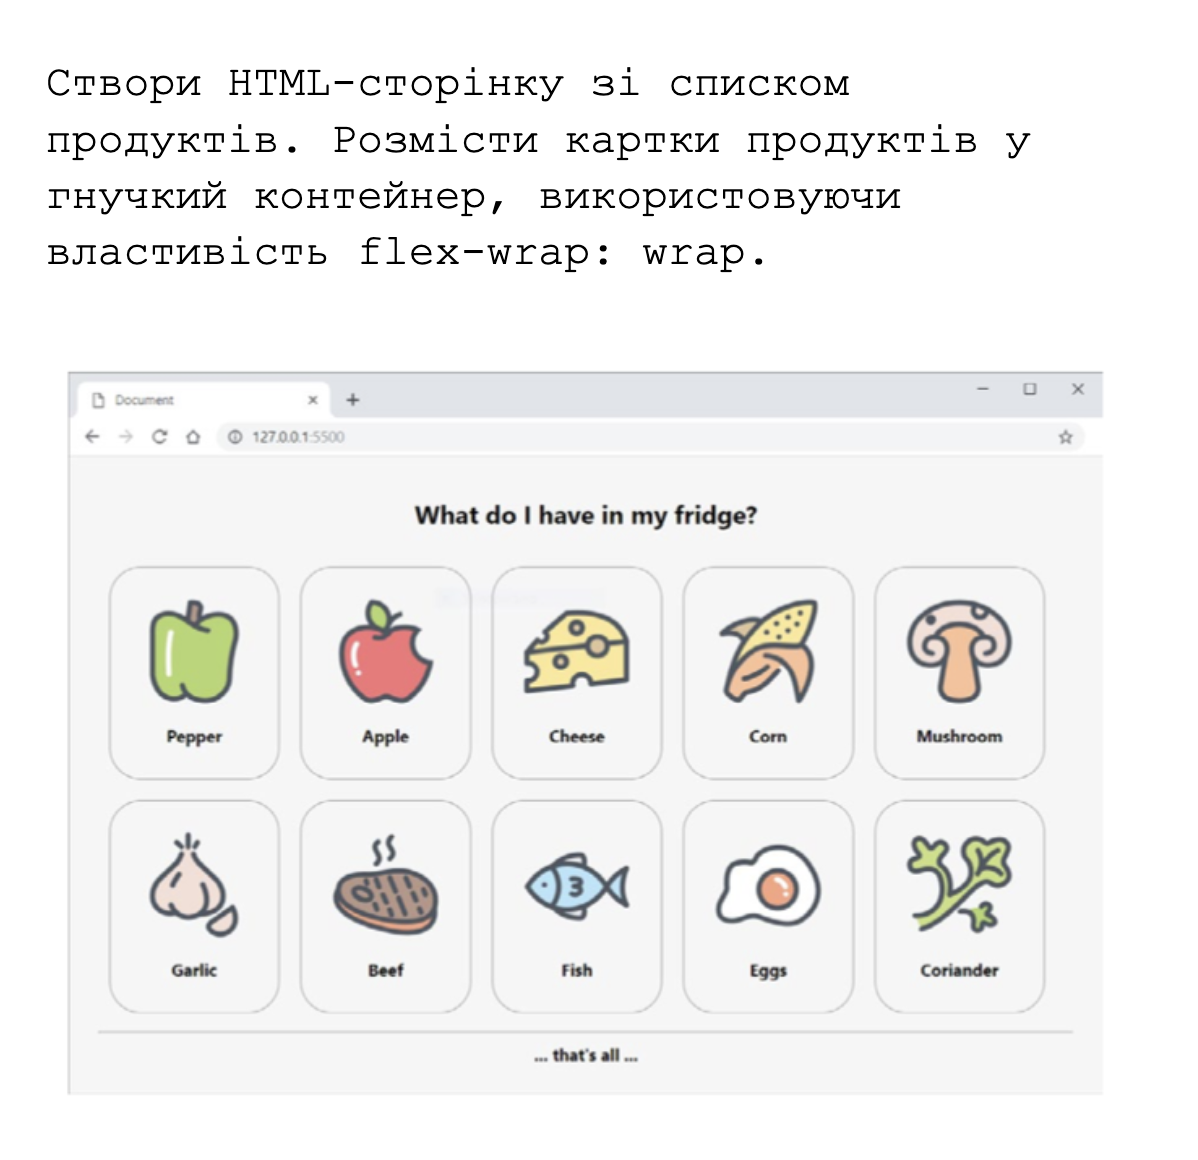 Створи HTML-сторінку зі списком
продуктів. Розмісти картки продуктів у
гнучкий контейнер, використовуючи
властивість flex-wrap: wrap.
Document
127.0.0.1:5500
What do I have in my fridge?
Pepper
Apple
Cheese
Corn
Mushroom
Garlic
Beef
Fish
Eggs
Coriander
... that's all ...